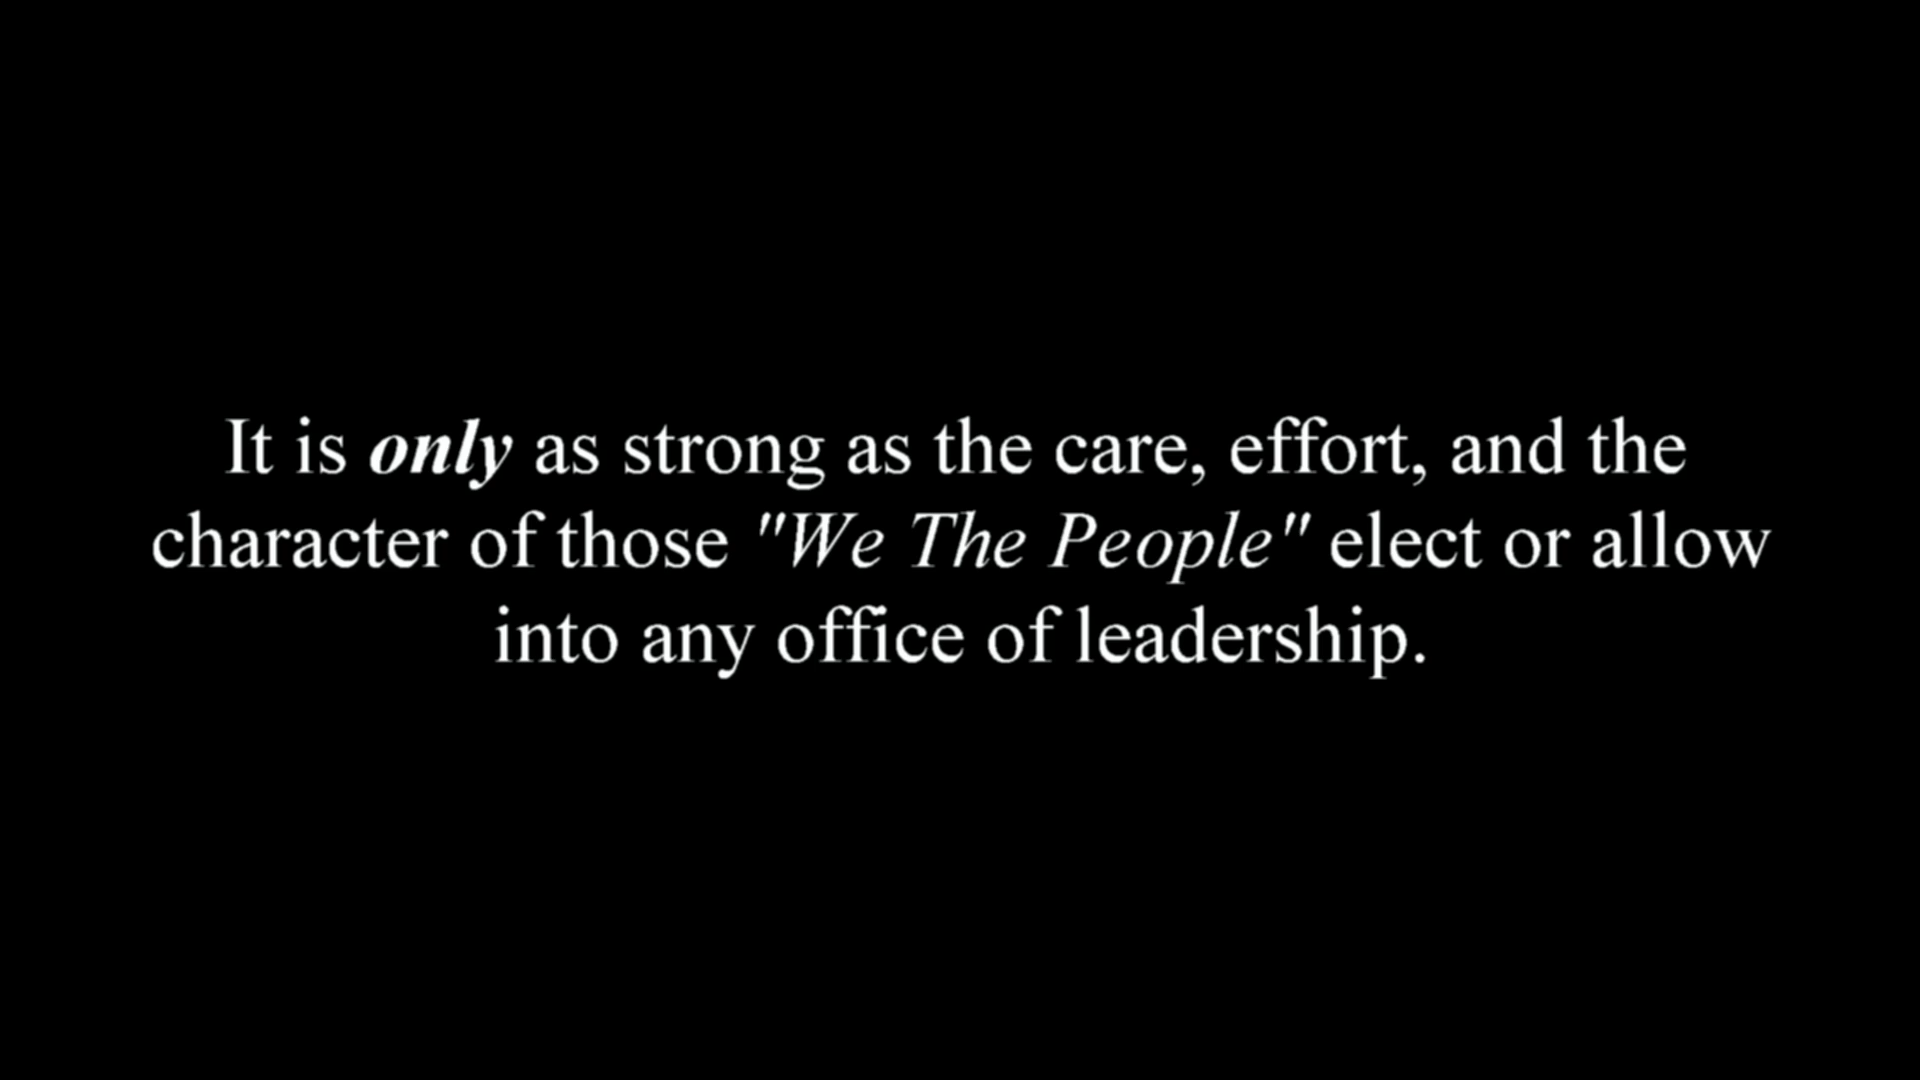 It is only as strong as the care, effort, and the
character of those "We The People" elect or allow
into any office of leadership.